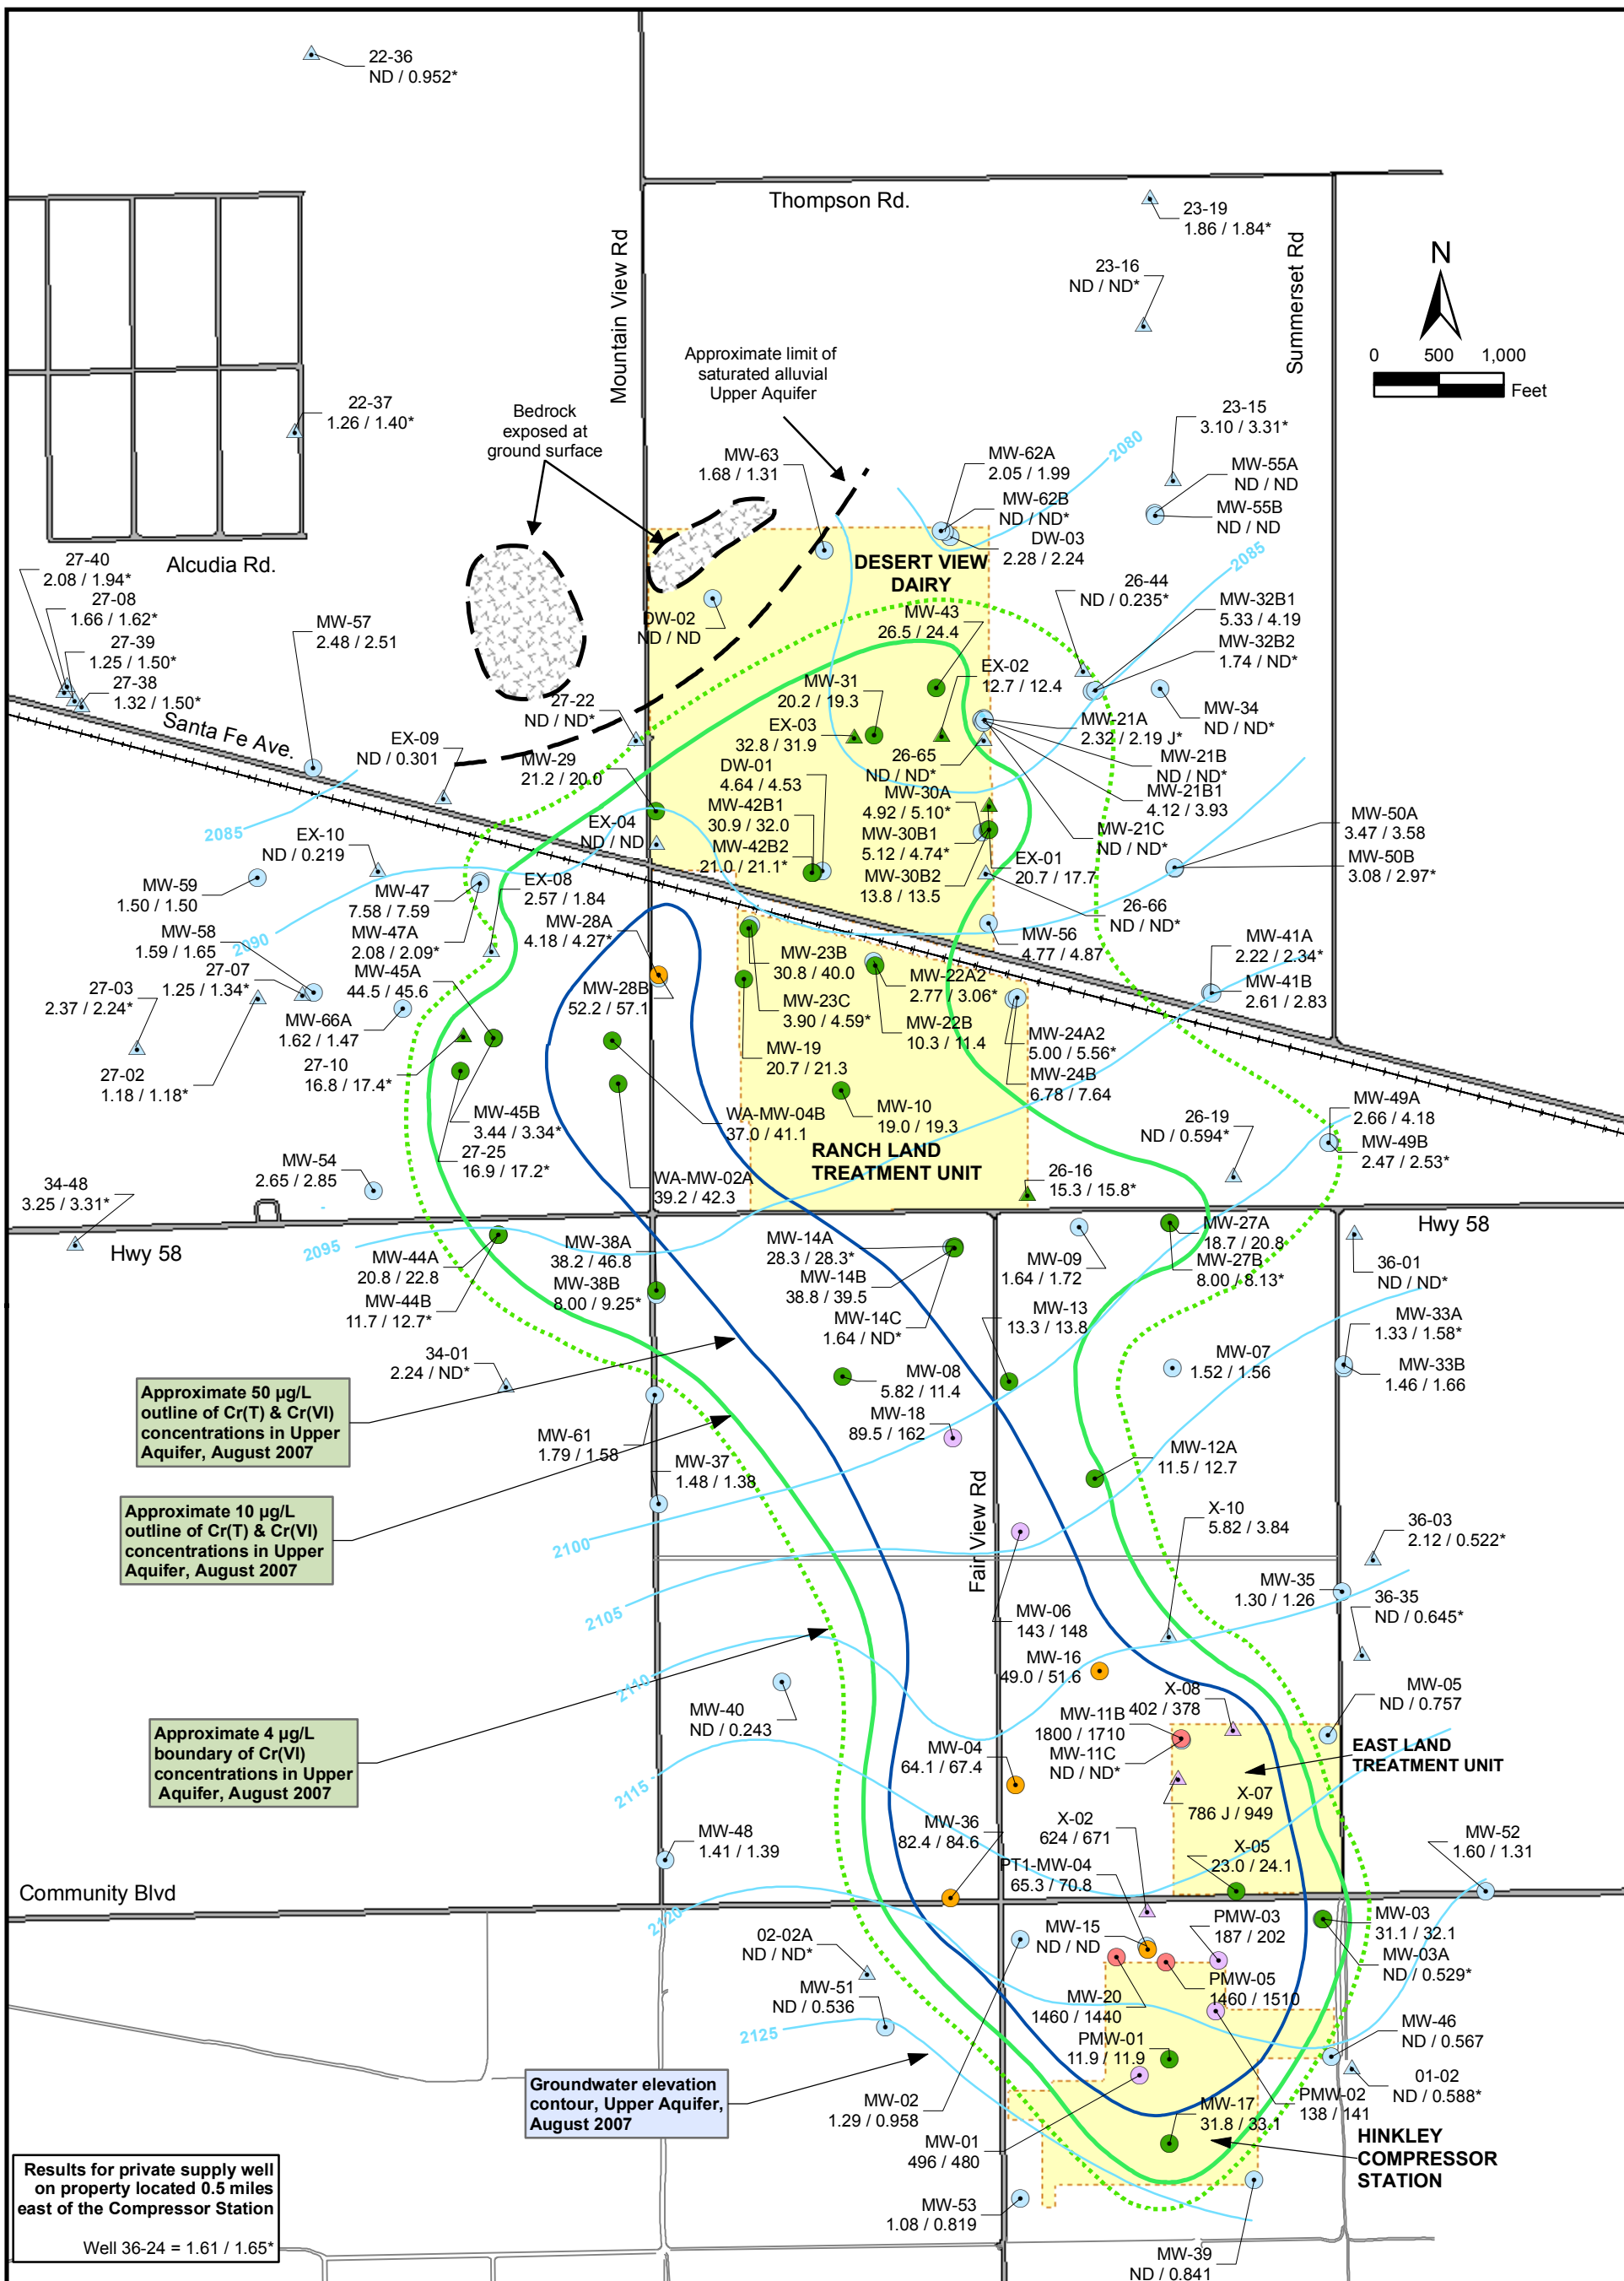 22-36
ND / 0.952*
Thompson Rd.
23-19
1.86 / 1.84*
Mountain View Rd
Summerset Rd
N
23-16
ND / ND*
0 500 1,000
Feet
Approximate limit of
saturated alluvial
Upper Aquifer
22-37
1.26 / 1.40*
Bedrock
exposed at
ground surface
23-15
3.10 / 3.31*
2080
MW-63
1.68 / 1.31
MW-62A
2.05 / 1.99
MW-62B
ND / ND*
DW-03
2.28 / 2.24
MW-55A
ND / ND
MW-55B
ND / ND
Alcudia Rd.
DESERT VIEW
DAIRY
2085
27-40
2.08 / 1.94*
27-08
1.66 / 1.62*
27-39
1.25 / 1.50*
27-38
1.32 / 1.50*
MW-57
2.48 / 2.51
DW-02
ND / ND
MW-43
26.5 / 24.4
26-44
ND / 0.235*
MW-32B1
5.33 / 4.19
MW-32B2
1.74 / ND*
Santa Fe Ave.
27-22
ND / ND*
MW-31
20.2 / 19.3
EX-02
12.7 / 12.4
MW-34
ND / ND*
EX-09
ND / 0.301
MW-29
21.2 / 20.0
EX-03
32.8 / 31.9
26-65
ND / ND*
MW-21A
2.32 / 2.19 J*
MW-21B
ND / ND*
MW-21B1
4.12 / 3.93
MW-21C
ND / ND*
DW-01
4.64 / 4.53
MW-42B1
30.9 / 32.0
MW-42B2
21.0 / 21.1*
MW-30A
4.92 / 5.10*
MW-30B1
5.12 / 4.74*
MW-30B2
13.8 / 13.5
EX-01
20.7 / 17.7
MW-50A
3.47 / 3.58
MW-50B
3.08 / 2.97*
2085
EX-10
ND / 0.219
EX-04
ND / ND
MW-59
1.50 / 1.50
MW-47
7.58 / 7.59
MW-47A
2.08 / 2.09*
EX-08
2.57 / 1.84
MW-28A
4.18 / 4.27*
26-66
ND / ND*
MW-58
1.59 / 1.65
2090
MW-56
4.77 / 4.87
MW-41A
2.22 / 2.34*
MW-41B
2.61 / 2.83
27-07
1.25 / 1.34*
MW-45A
44.5 / 45.6
MW-28B
52.2 / 57.1
MW-23B
30.8 / 40.0
MW-23C
3.90 / 4.59*
MW-22A2
2.77 / 3.06*
MW-22B
10.3 / 11.4
27-03
2.37 / 2.24*
MW-66A
1.62 / 1.47
MW-24A2
5.00 / 5.56*
MW-24B
6.78 / 7.64
27-02
1.18 / 1.18*
27-10
16.8 / 17.4*
MW-19
20.7 / 21.3
MW-45B
3.44 / 3.34*
27-25
16.9 / 17.2*
WA-MW-04B
37.0 / 41.1
MW-10
19.0 / 19.3
MW-49A
2.66 / 4.18
MW-49B
2.47 / 2.53*
26-19
ND / 0.594*
RANCH LAND
TREATMENT UNIT
MW-54
2.65 / 2.85
WA-MW-02A
39.2 / 42.3
26-16
15.3 / 15.8*
34-48
3.25 / 3.31*
Hwy 58
Hwy 58
2095
MW-44A
20.8 / 22.8
MW-44B
11.7 / 12.7*
MW-38A
38.2 / 46.8
MW-38B
8.00 / 9.25*
MW-14A
28.3 / 28.3*
MW-14B
38.8 / 39.5
MW-14C
1.64 / ND*
MW-09
1.64 / 1.72
MW-27A
18.7 / 20.8
MW-27B
8.00 / 8.13*
36-01
ND / ND*
MW-13
13.3 / 13.8
MW-33A
1.33 / 1.58*
MW-33B
1.46 / 1.66
34-01
2.24 / ND*
MW-08
5.82 / 11.4
MW-07
1.52 / 1.56
Approximate 50 µg/L
outline of Cr(T) & Cr(VI)
concentrations in Upper
Aquifer, August 2007
MW-18
89.5 / 162
MW-61
1.79 / 1.58
MW-37
1.48 / 1.38
MW-12A
11.5 / 12.7
Approximate 10 µg/L
outline of Cr(T) & Cr(VI)
concentrations in Upper
Aquifer, August 2007
2100
Fair View Rd
X-10
5.82 / 3.84
36-03
2.12 / 0.522*
2105
MW-06
143 / 148
MW-35
1.30 / 1.26
36-35
ND / 0.645*
MW-16
49.0 / 51.6
2110
MW-40
ND / 0.243
X-08
402 / 378
MW-05
ND / 0.757
Approximate 4 µg/L
boundary of Cr(VI)
concentrations in Upper
Aquifer, August 2007
MW-11B
1800 / 1710
MW-11C
ND / ND*
EAST LAND
TREATMENT UNIT
MW-04
64.1 / 67.4
2115
X-07
786 J / 949
MW-48
1.41 / 1.39
MW-36
82.4 / 84.6
X-02
624 / 671
X-05
23.0 / 24.1
MW-52
1.60 / 1.31
PT1-MW-04
65.3 / 70.8
Community Blvd
2120
02-02A
ND / ND*
MW-15
ND / ND
PMW-03
187 / 202
MW-03
31.1 / 32.1
MW-03A
ND / 0.529*
MW-51
ND / 0.536
MW-20
1460 / 1440
PMW-05
1460 / 1510
2125
PMW-01
11.9 / 11.9
MW-46
ND / 0.567
Groundwater elevation
contour, Upper Aquifer,
August 2007
MW-02
1.29 / 0.958
MW-17
31.8 / 33.1
PMW-02
138 / 141
01-02
ND / 0.588*
MW-01
496 / 480
HINKLEY
COMPRESSOR
STATION
Results for private supply well
on property located 0.5 miles
east of the Compressor Station
Well 36-24 = 1.61 / 1.65*
MW-53
1.08 / 0.819
MW-39
ND / 0.841